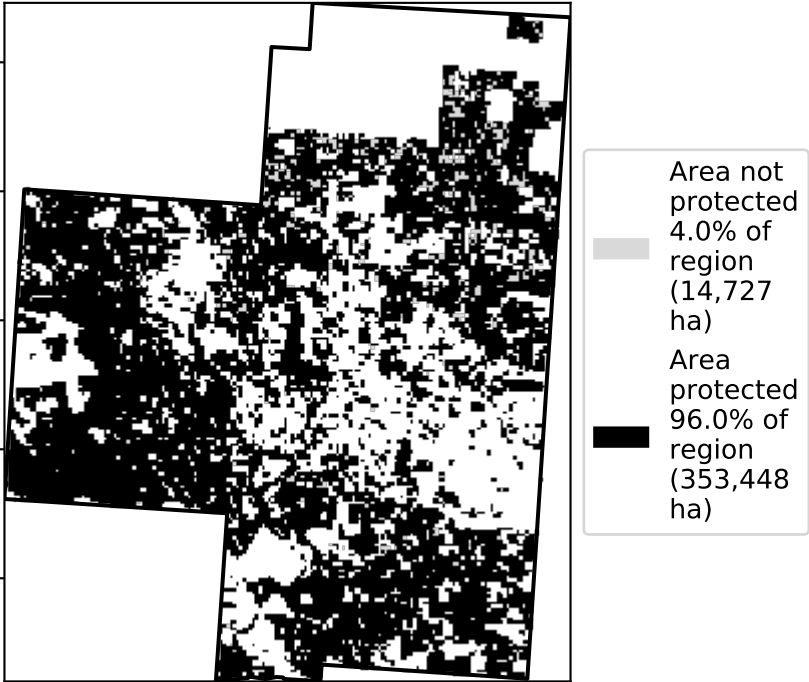 Area not
protected
4.0% of
region
(14,727
ha)
Area
protected
96.0% of
region
(353,448
ha)